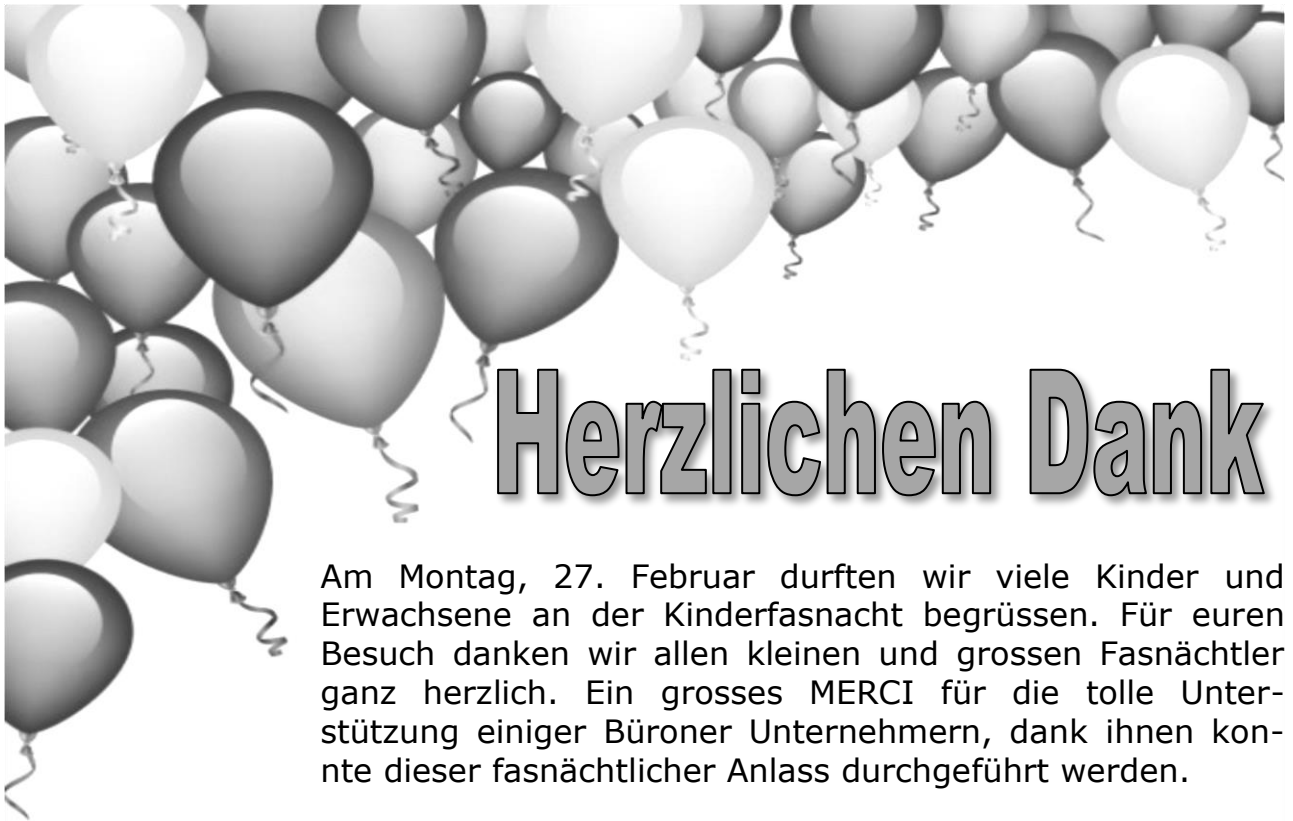 Herzlichen Dank
Am Montag, 27. Februar durften wir viele Kinder und
Erwachsene an der Kinderfasnacht begrüssen. Für euren
Besuch danken wir allen kleinen und grossen Fasnächtler
ganz herzlich. Ein grosses MERCI für die tolle Unter-
stützung einiger Büroner Unternehmern, dank ihnen kon-
nte dieser fasnächtlicher Anlass durchgeführt werden.